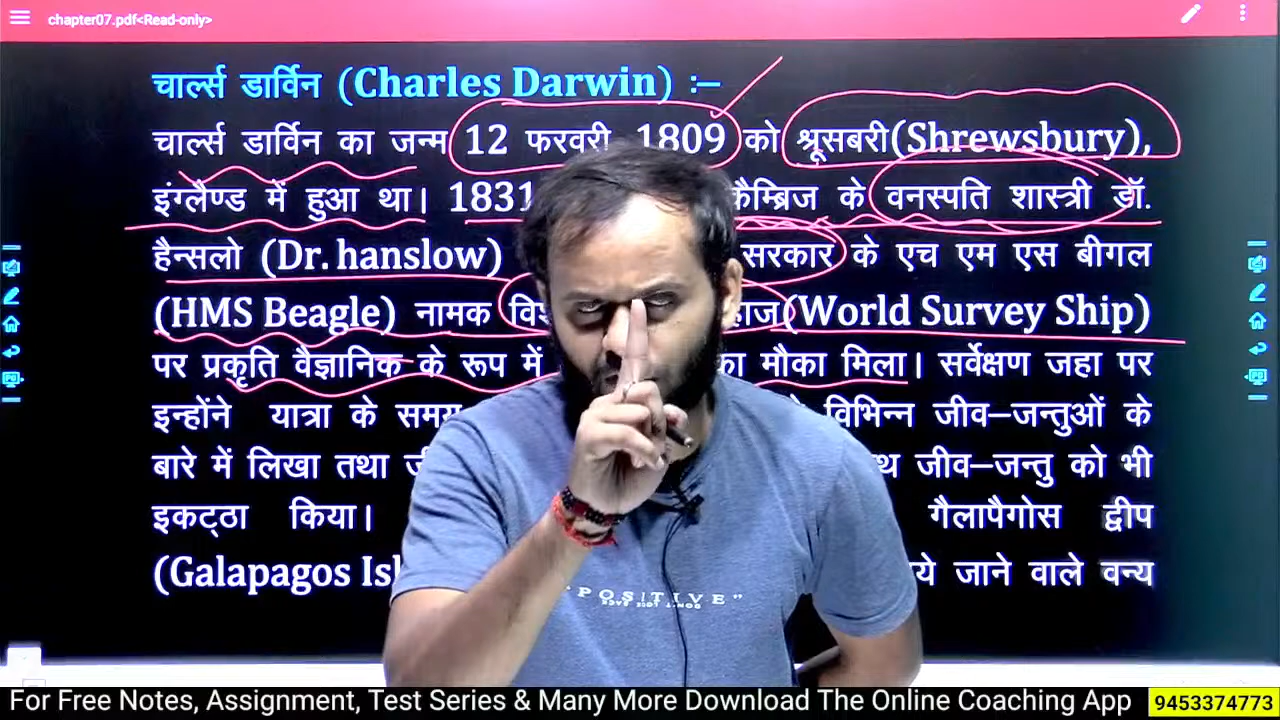 chapter07.pdf<Read-only>
चार्ल्स डार्विन (Charles Darwin) :–
चार्ल्स डार्विन का जन्म 12 फरवरी 1809 को श्रूसबरी(Shrewsbury),
इंग्लैण्ड में हुआ था। 1831 कैम्ब्रिज के वनस्पति शास्त्री डॉ.
हैन्सलो (Dr. hanslow) सरकार के एच एम एस बीगल
(HMS Beagle) नामक (World Survey Ship)
पर प्रकृति वैज्ञानिक के रूप में का मौका मिला। सर्वेक्षण जहा पर
इन्होंने यात्रा के समय विभिन्न जीव–जन्तुओं के
बारे में लिखा तथा जीव–जन्तु को भी
इकट्ठा किया। गैलापैगोस द्वीप
(Galapagos जाने वाले वन्य
"POSITIVE"
For Free Notes, Assignment, Test Series & Many More Download The Online Coaching App 9453374773